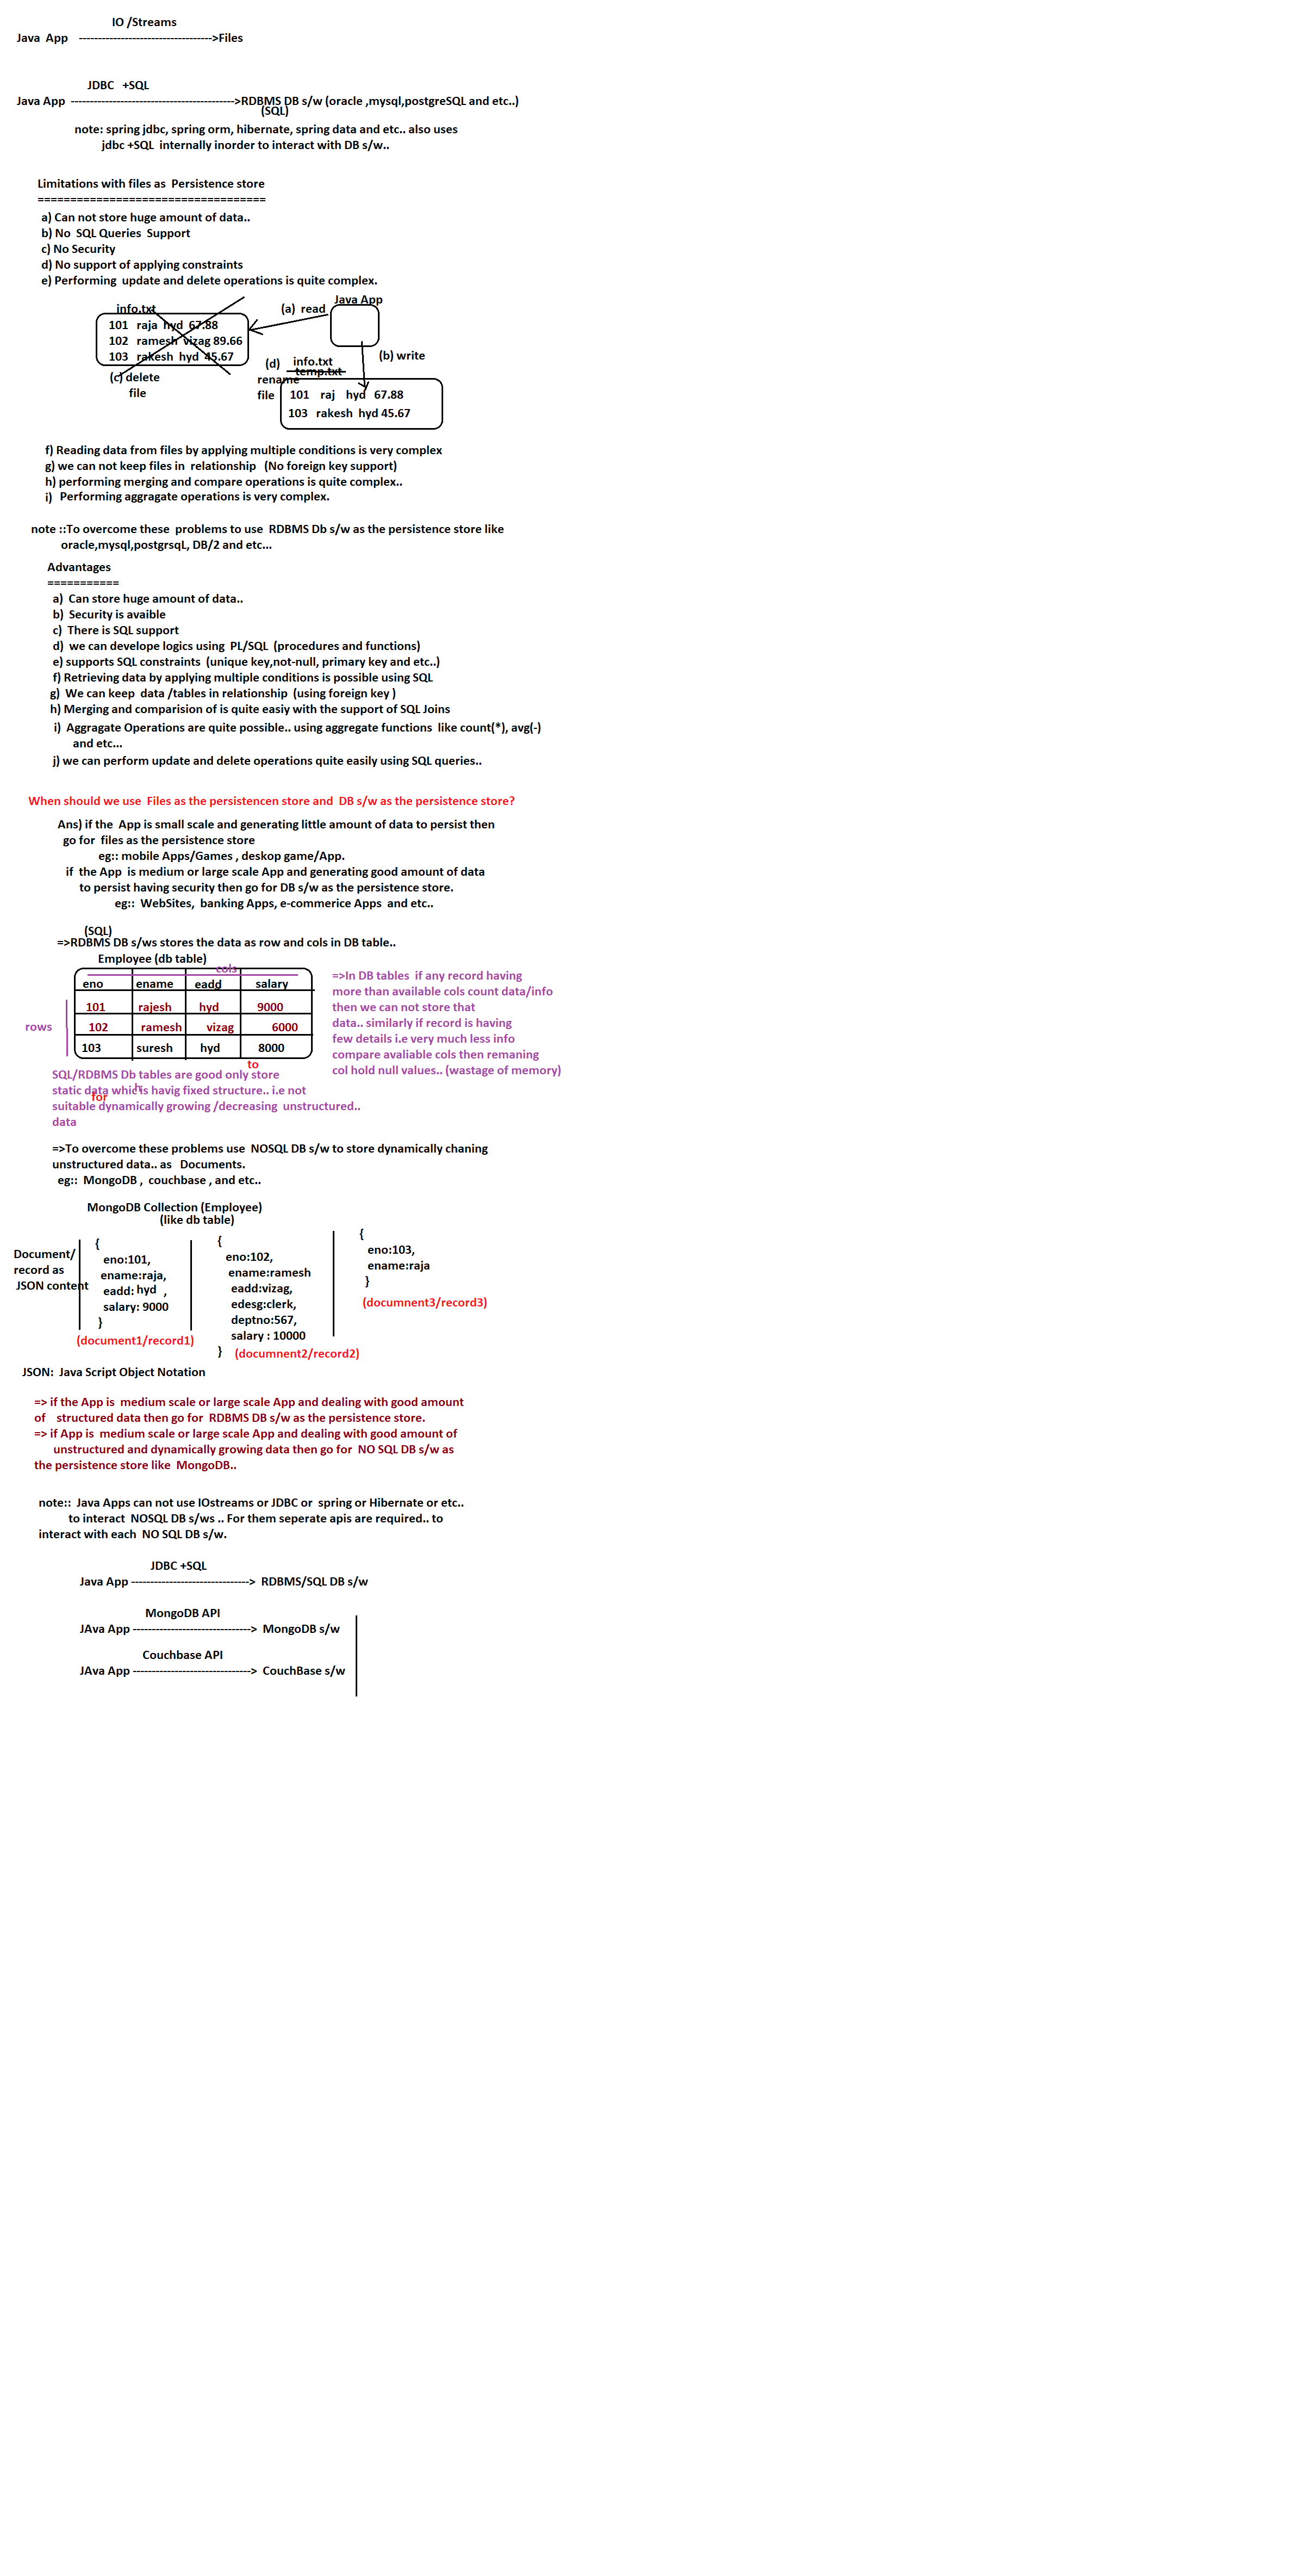 IO /Streams
Java  App    ----------------------------------->Files
JDBC   +SQL
Java App  ------------------------------------------->RDBMS DB s/w (oracle ,mysql,postgreSQL and etc..)
(SQL)
note: spring jdbc, spring orm, hibernate, spring data and etc.. also uses
jdbc +SQL  internally inorder to interact with DB s/w..
Limitations with files as  Persistence store
===================================
a) Can not store huge amount of data..
b) No  SQL Queries  Support
c) No Security
d) No support of applying constraints
e) Performing  update and delete operations is quite complex.
Java App
info.txt
(a)  read
101   raja  hyd  67.88
102   ramesh  vizag 89.66
103   rakesh  hyd  45.67
(b) write
(d)
info.txt
temp.txt
(c) delete
file
rename
file
101    raj    hyd   67.88
103   rakesh  hyd 45.67
f) Reading data from files by applying multiple conditions is very complex
g) we can not keep files in  relationship   (No foreign key support)
h) performing merging and compare operations is quite complex..
i)   Performing aggragate operations is very complex.
note ::To overcome these  problems to use  RDBMS Db s/w as the persistence store like
oracle,mysql,postgrsqL, DB/2 and etc...
Advantages
===========
a)  Can store huge amount of data..
b)  Security is avaible
c)  There is SQL support
d)  we can develope logics using  PL/SQL  (procedures and functions)
e) supports SQL constraints  (unique key,not-null, primary key and etc..)
f) Retrieving data by applying multiple conditions is possible using SQL
g)  We can keep  data /tables in relationship  (using foreign key )
h) Merging and comparision of is quite easiy with the support of SQL Joins
i)  Aggragate Operations are quite possible.. using aggregate functions  like count(*), avg(-)
and etc...
j) we can perform update and delete operations quite easily using SQL queries..
When should we use  Files as the persistencen store and  DB s/w as the persistence store?
Ans) if the  App is small scale and generating little amount of data to persist then
go for  files as the persistence store
eg:: mobile Apps/Games , deskop game/App.
if  the App  is medium or large scale App and generating good amount of data
to persist having security then go for DB s/w as the persistence store.
eg::  WebSites,  banking Apps, e-commerice Apps  and etc..
(SQL)
=>RDBMS DB s/ws stores the data as row and cols in DB table..
Employee (db table)
cols
eno ename eadd salary
101 rajesh hyd 9000
rows
102 ramesh vizag 6000
103 suresh hyd 8000
=>In DB tables  if any record having
more than available cols count data/info
then we can not store that
data.. similarly if record is having
few details i.e very much less info
compare avaliable cols then remaning
col hold null values.. (wastage of memory)
to
SQL/RDBMS Db tables are good only store
static data whic is havig fixed structure.. i.e not
h
for
suitable dynamically growing /decreasing  unstructured..
data
=>To overcome these problems use  NOSQL DB s/w to store dynamically chaning
unstructured data.. as   Documents.
eg::  MongoDB ,  couchbase , and etc..
MongoDB Collection (Employee)
(like db table)
Document/
record as
JSON content
{
eno:101,
ename:raja,
eadd: hyd  ,
salary: 9000
}
(document1/record1)
{
eno:102,
ename:ramesh
eadd:vizag,
edesg:clerk,
deptno:567,
salary : 10000
}
(documnent2/record2)
{
eno:103,
ename:raja
}
(documnent3/record3)
JSON:  Java Script Object Notation
=> if the App is  medium scale or large scale App and dealing with good amount
of    structured data then go for  RDBMS DB s/w as the persistence store.
=> if App is  medium scale or large scale App and dealing with good amount of
unstructured and dynamically growing data then go for  NO SQL DB s/w as
the persistence store like  MongoDB..
note::  Java Apps can not use IOstreams or JDBC or  spring or Hibernate or etc..
to interact  NOSQL DB s/ws .. For them seperate apis are required.. to
interact with each  NO SQL DB s/w.
JDBC +SQL
Java App ------------------------------->  RDBMS/SQL DB s/w
MongoDB API
JAva App ------------------------------->  MongoDB s/w
Couchbase API
JAva App ------------------------------->  CouchBase s/w